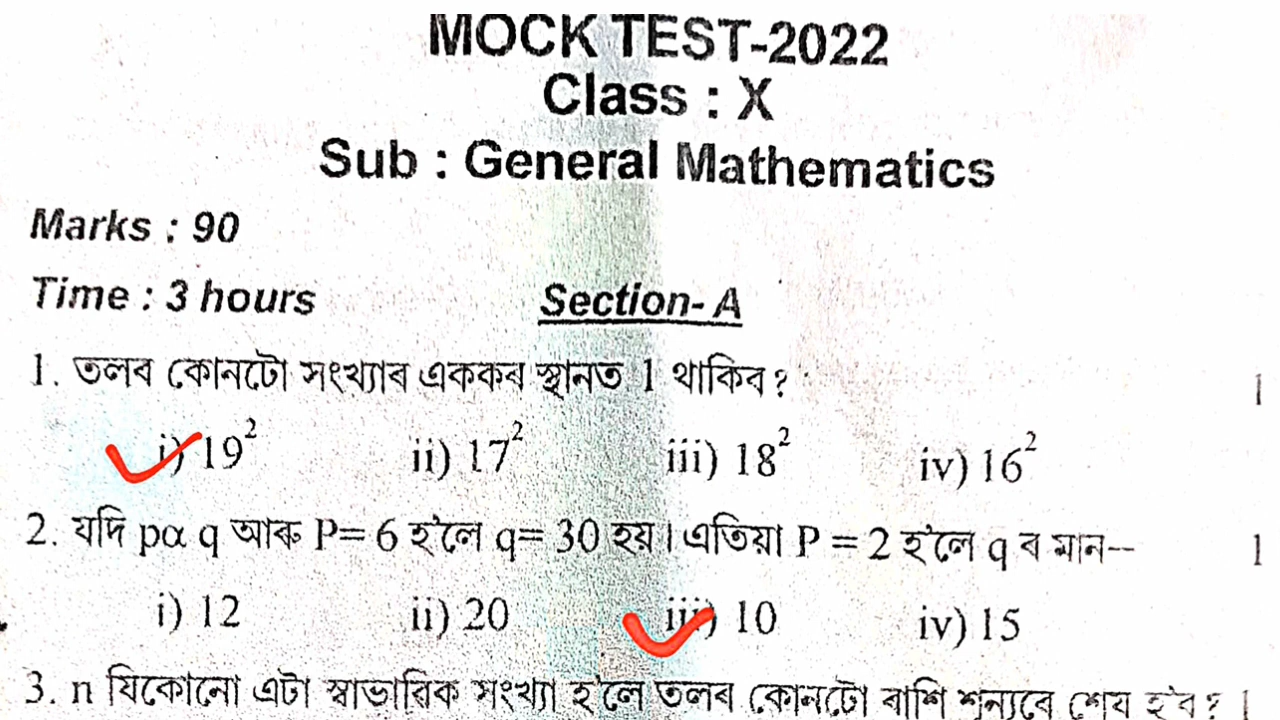 MOCK TEST-2022
Class : X
Sub : General Mathematics
Marks : 90
Time : 3 hours Section- A
1. তলৰ কোনটো সংখ্যাৰ এককৰ স্থানত 1 থাকিব ? 1
i) 19² ii) 17² iii) 18² iv) 16²
2. যদি pα q আৰু P= 6 হ'লে q= 30 হয়। এতিয়া P = 2 হ'লে q ৰ মান-- 1
i) 12 ii) 20 iii) 10 iv) 15
3. n যিকোনো এটা স্বাভাৱিক সংখ্যা হ'লে তলৰ কোনটো ৰাশি শূন্যৰে শেষ হ'ব ? 1